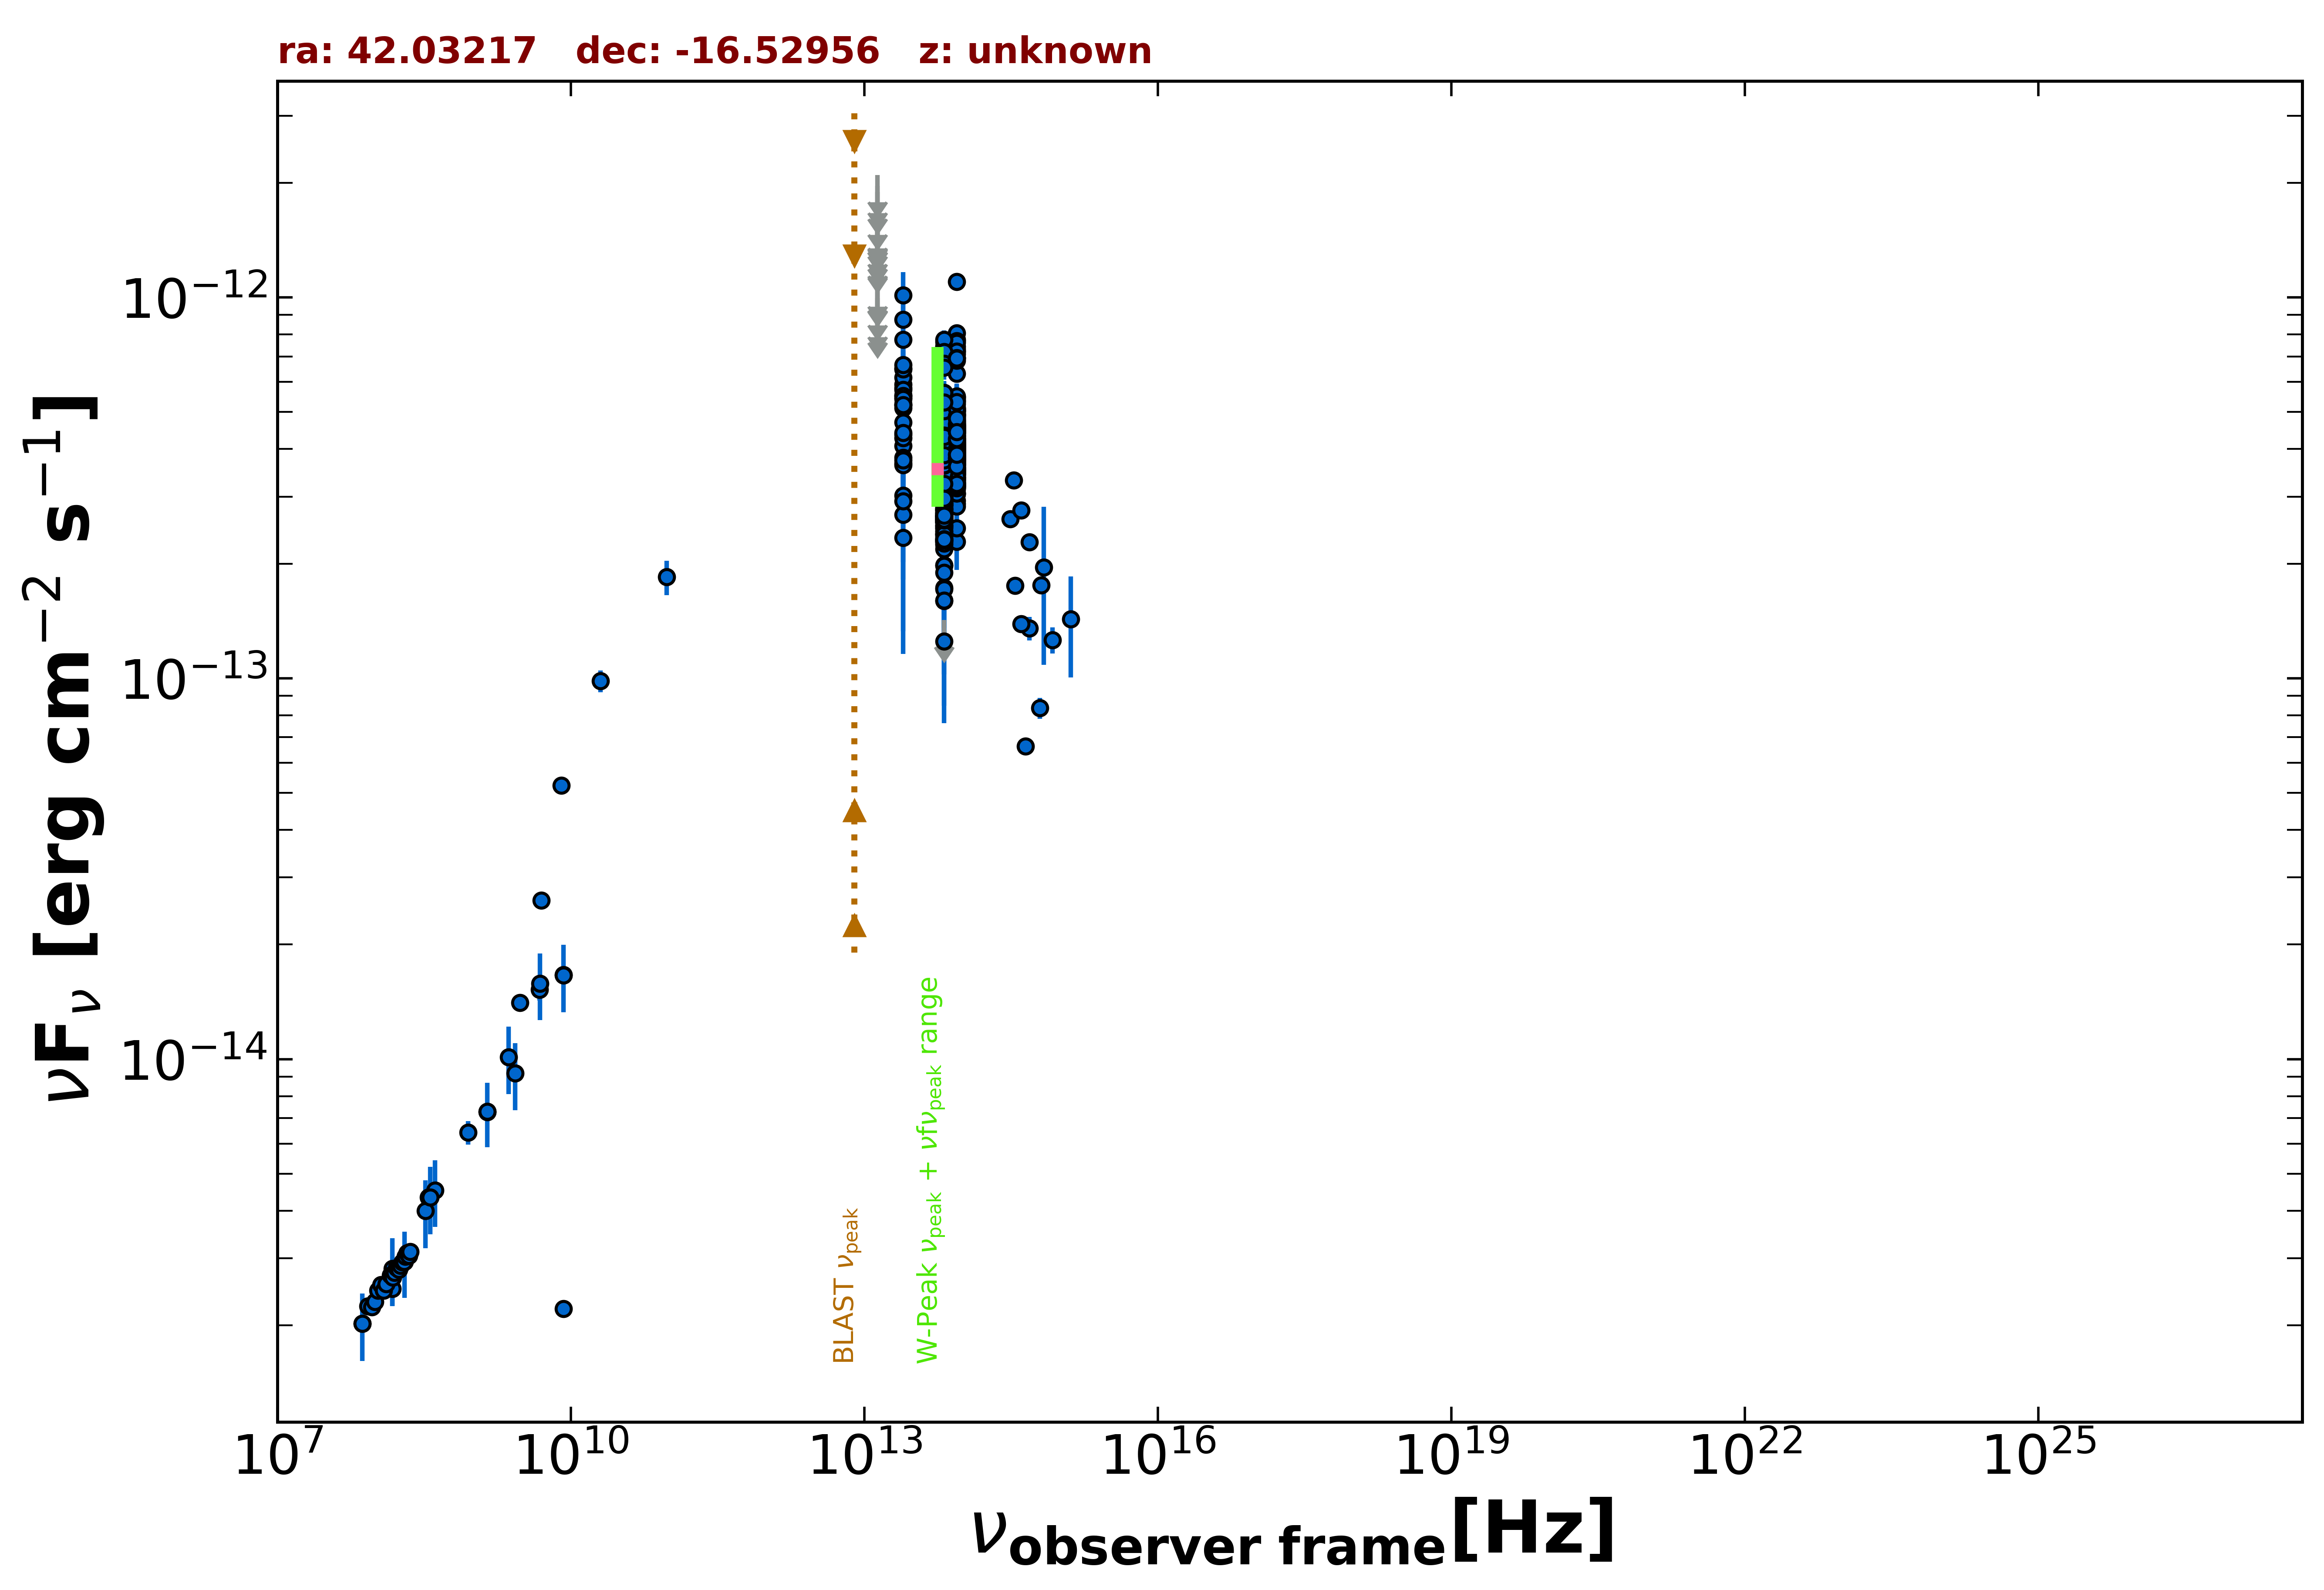 ra: 42.03217   dec: -16.52956   z: unknown
νFν [erg cm⁻² s⁻¹]
10⁻¹²
10⁻¹³
10⁻¹⁴
BLAST νpeak
W-Peak νpeak + νfνpeak range
10⁷ 10¹⁰ 10¹³ 10¹⁶ 10¹⁹ 10²² 10²⁵
νobserver frame[Hz]